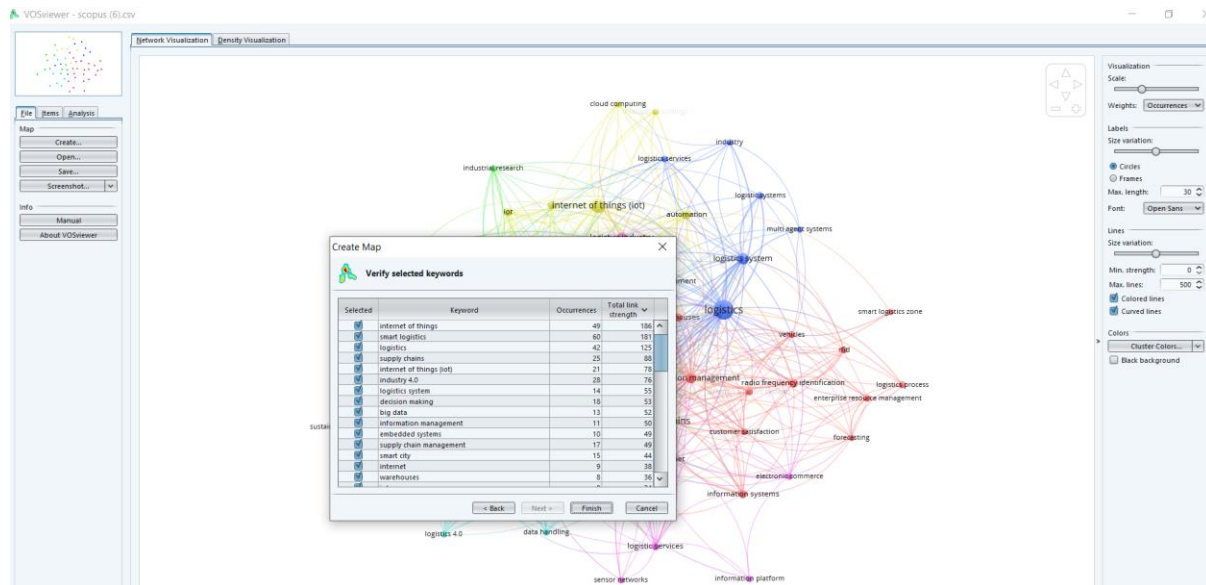 VOSviewer - scopus (6).csv
Network Visualization Density Visualization
File Items Analysis
Map
Create...
Open...
Save...
Screenshot...
Info
Manual
About VOSviewer
cloud computing
industry
logistics services
industrial research
logistic systems
iot
internet of things (iot)
automation
multi agent systems
logistics system
logistics
smart logistics zone
vehicles
rfid
radio frequency identification
logistics process
enterprise resource management
customer satisfaction
forecasting
electronic commerce
information systems
logistics 4.0
data handling
logistic services
sensor networks
information platform
Create Map
Verify selected keywords
Selected Keyword Occurrences Total link strength
internet of things 49 186
smart logistics 60 181
logistics 42 125
supply chains 25 88
internet of things (iot) 21 78
industry 4.0 28 76
logistics system 14 55
decision making 18 53
big data 13 52
information management 11 50
embedded systems 10 49
supply chain management 17 49
smart city 15 44
internet 9 38
warehouses 8 36
< Back Next > Finish Cancel
Visualization
Scale:
Weights: Occurrences
Labels
Size variation:
Circles
Frames
Max. length: 30
Font: Open Sans
Lines
Size variation:
Min. strength: 0
Max. lines: 500
Colored lines
Curved lines
Colors
Cluster Colors...
Black background